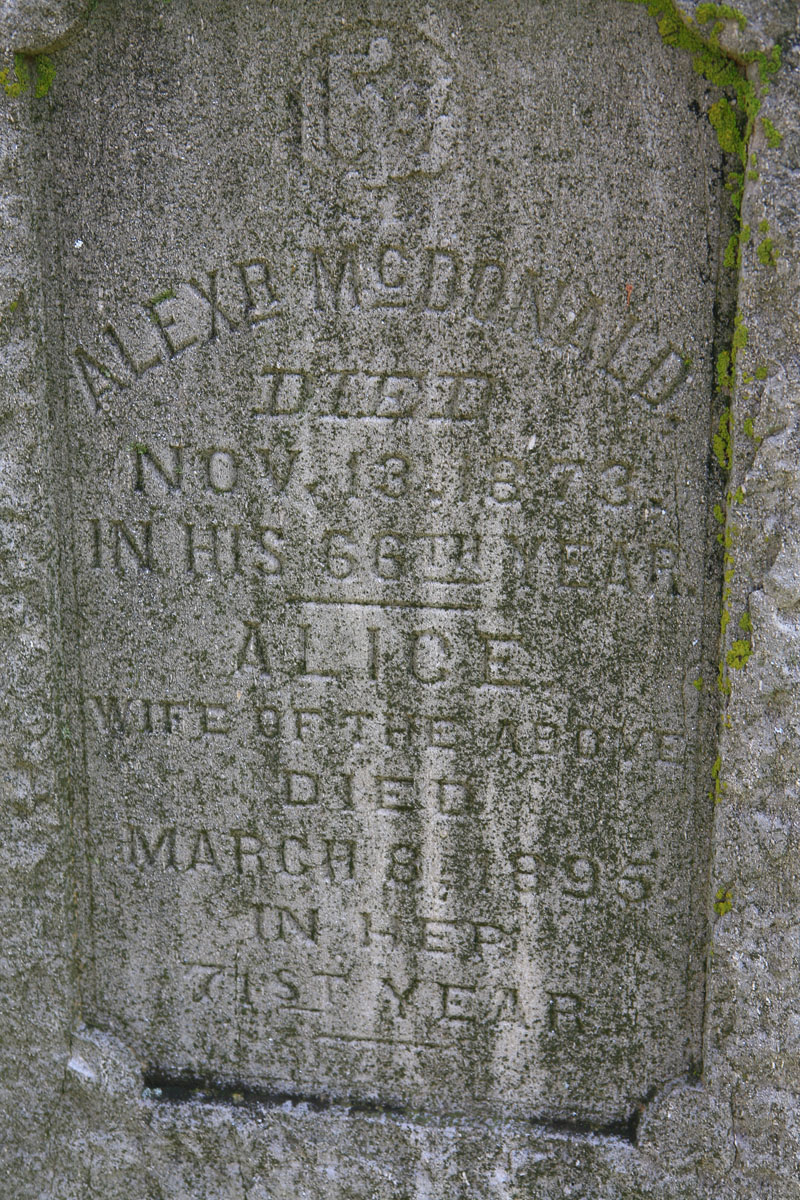 ALEXR McDONALD.
DIED
NOV. 13. 1873.
IN HIS 66TH YEAR.
ALICE
WIFE OF THE ABOVE
DIED
MARCH 8, 1895
IN HER
71ST YEAR